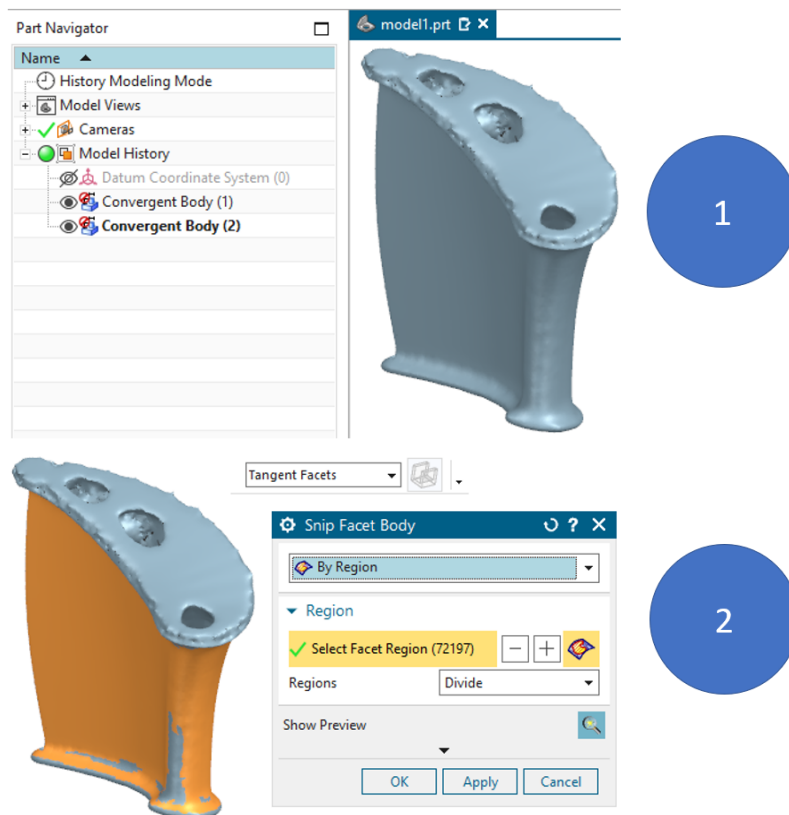 Part Navigator
model1.prt
Name
History Modeling Mode
Model Views
Cameras
Model History
Datum Coordinate System (0)
Convergent Body (1)
Convergent Body (2)
1
Tangent Facets
Snip Facet Body
By Region
Region
Select Facet Region (72197)
Regions
Divide
Show Preview
OK
Apply
Cancel
2